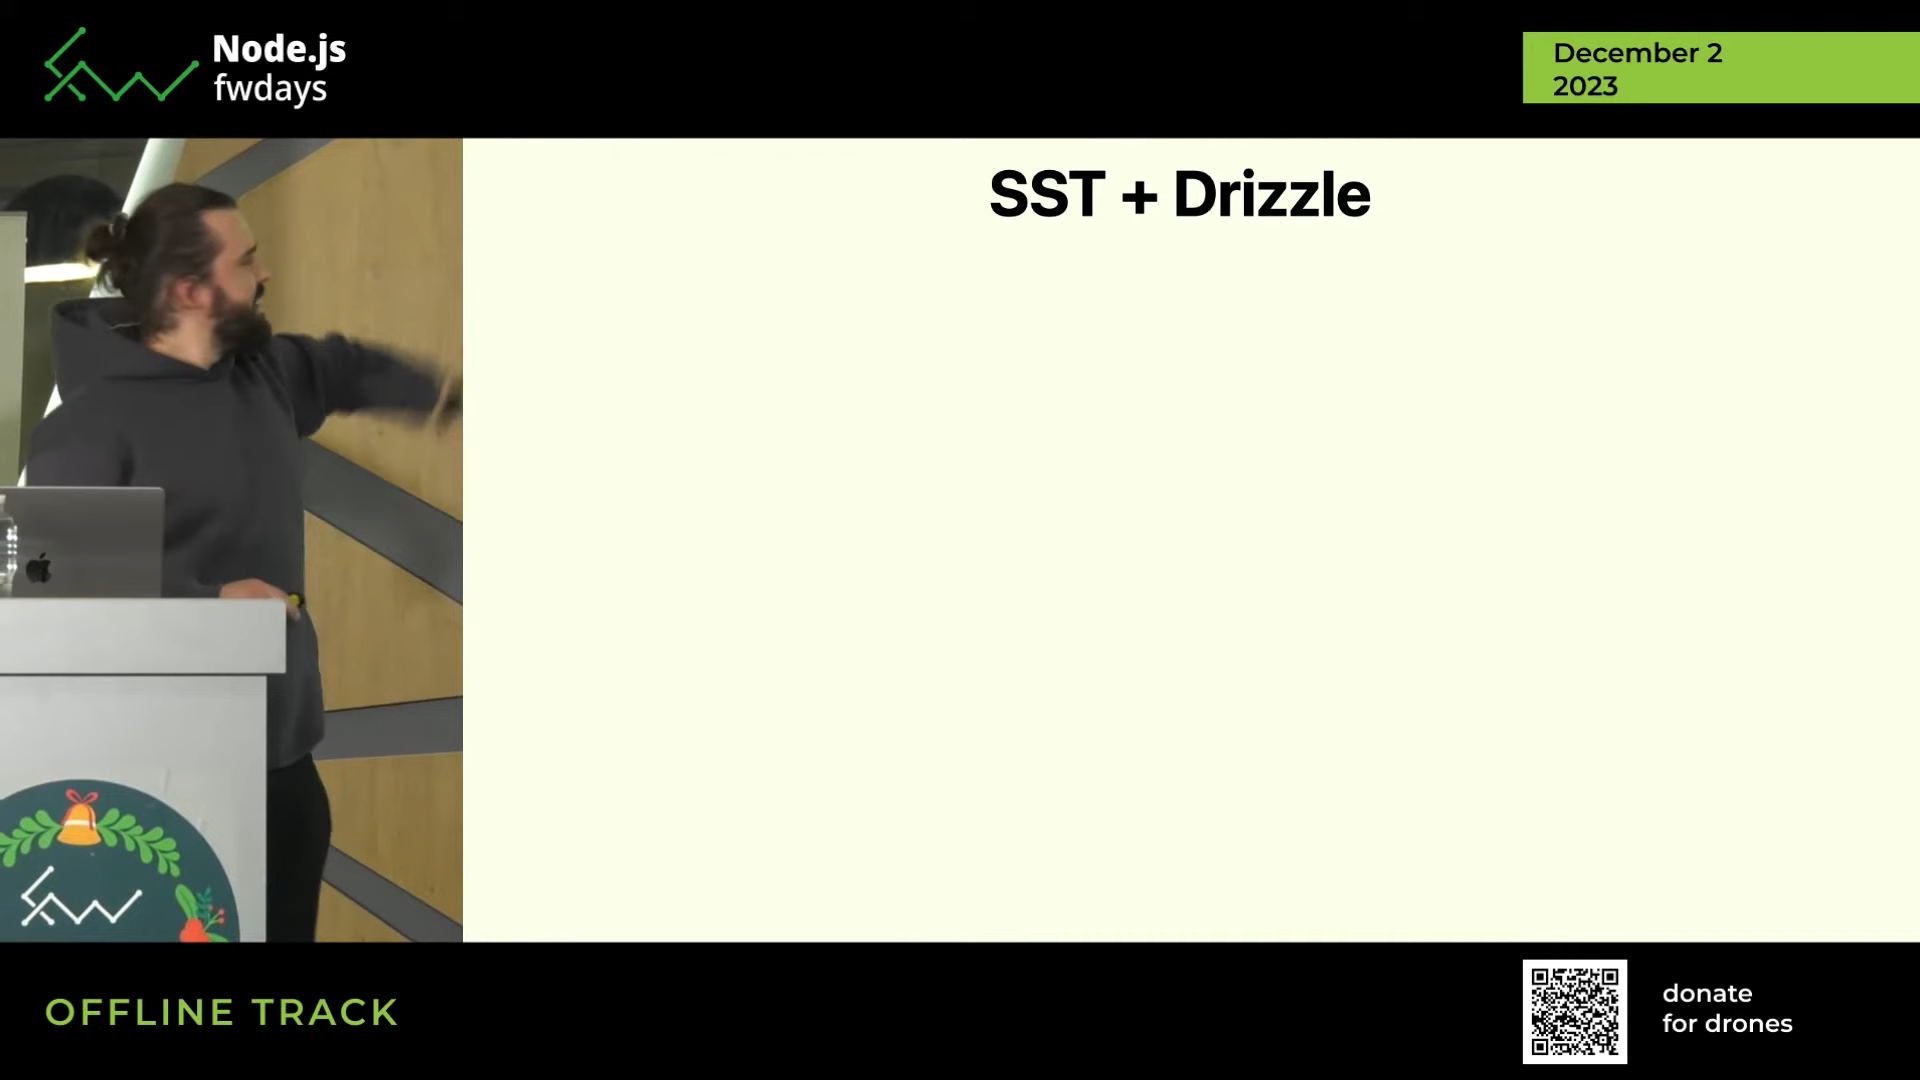 Node.js
fwdays
December 2
2023
SST + Drizzle
OFFLINE TRACK
donate
for drones